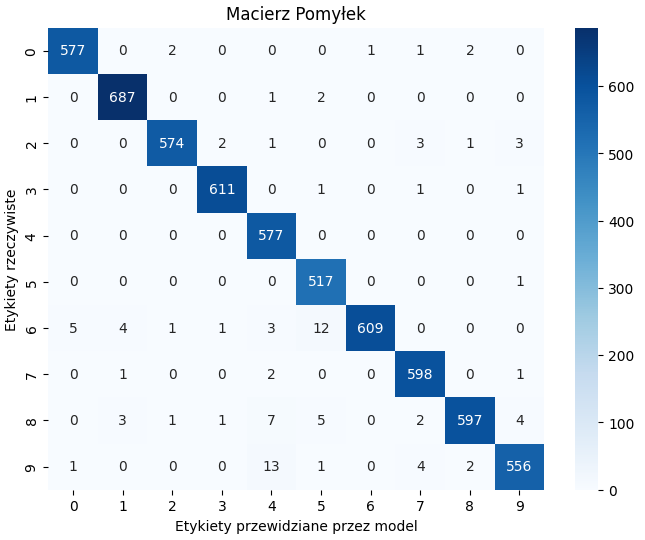 Macierz Pomyłek
0 577 0 2 0 0 0 1 1 2 0
1 0 687 0 0 1 2 0 0 0 0
2 0 0 574 2 1 0 0 3 1 3
3 0 0 0 611 0 1 0 1 0 1
4 0 0 0 0 577 0 0 0 0 0
5 0 0 0 0 0 517 0 0 0 1
6 5 4 1 1 3 12 609 0 0 0
7 0 1 0 0 2 0 0 598 0 1
8 0 3 1 1 7 5 0 2 597 4
9 1 0 0 0 13 1 0 4 2 556
0 1 2 3 4 5 6 7 8 9
Etykiety przewidziane przez model
Etykiety rzeczywiste
600
500
400
300
200
100
0